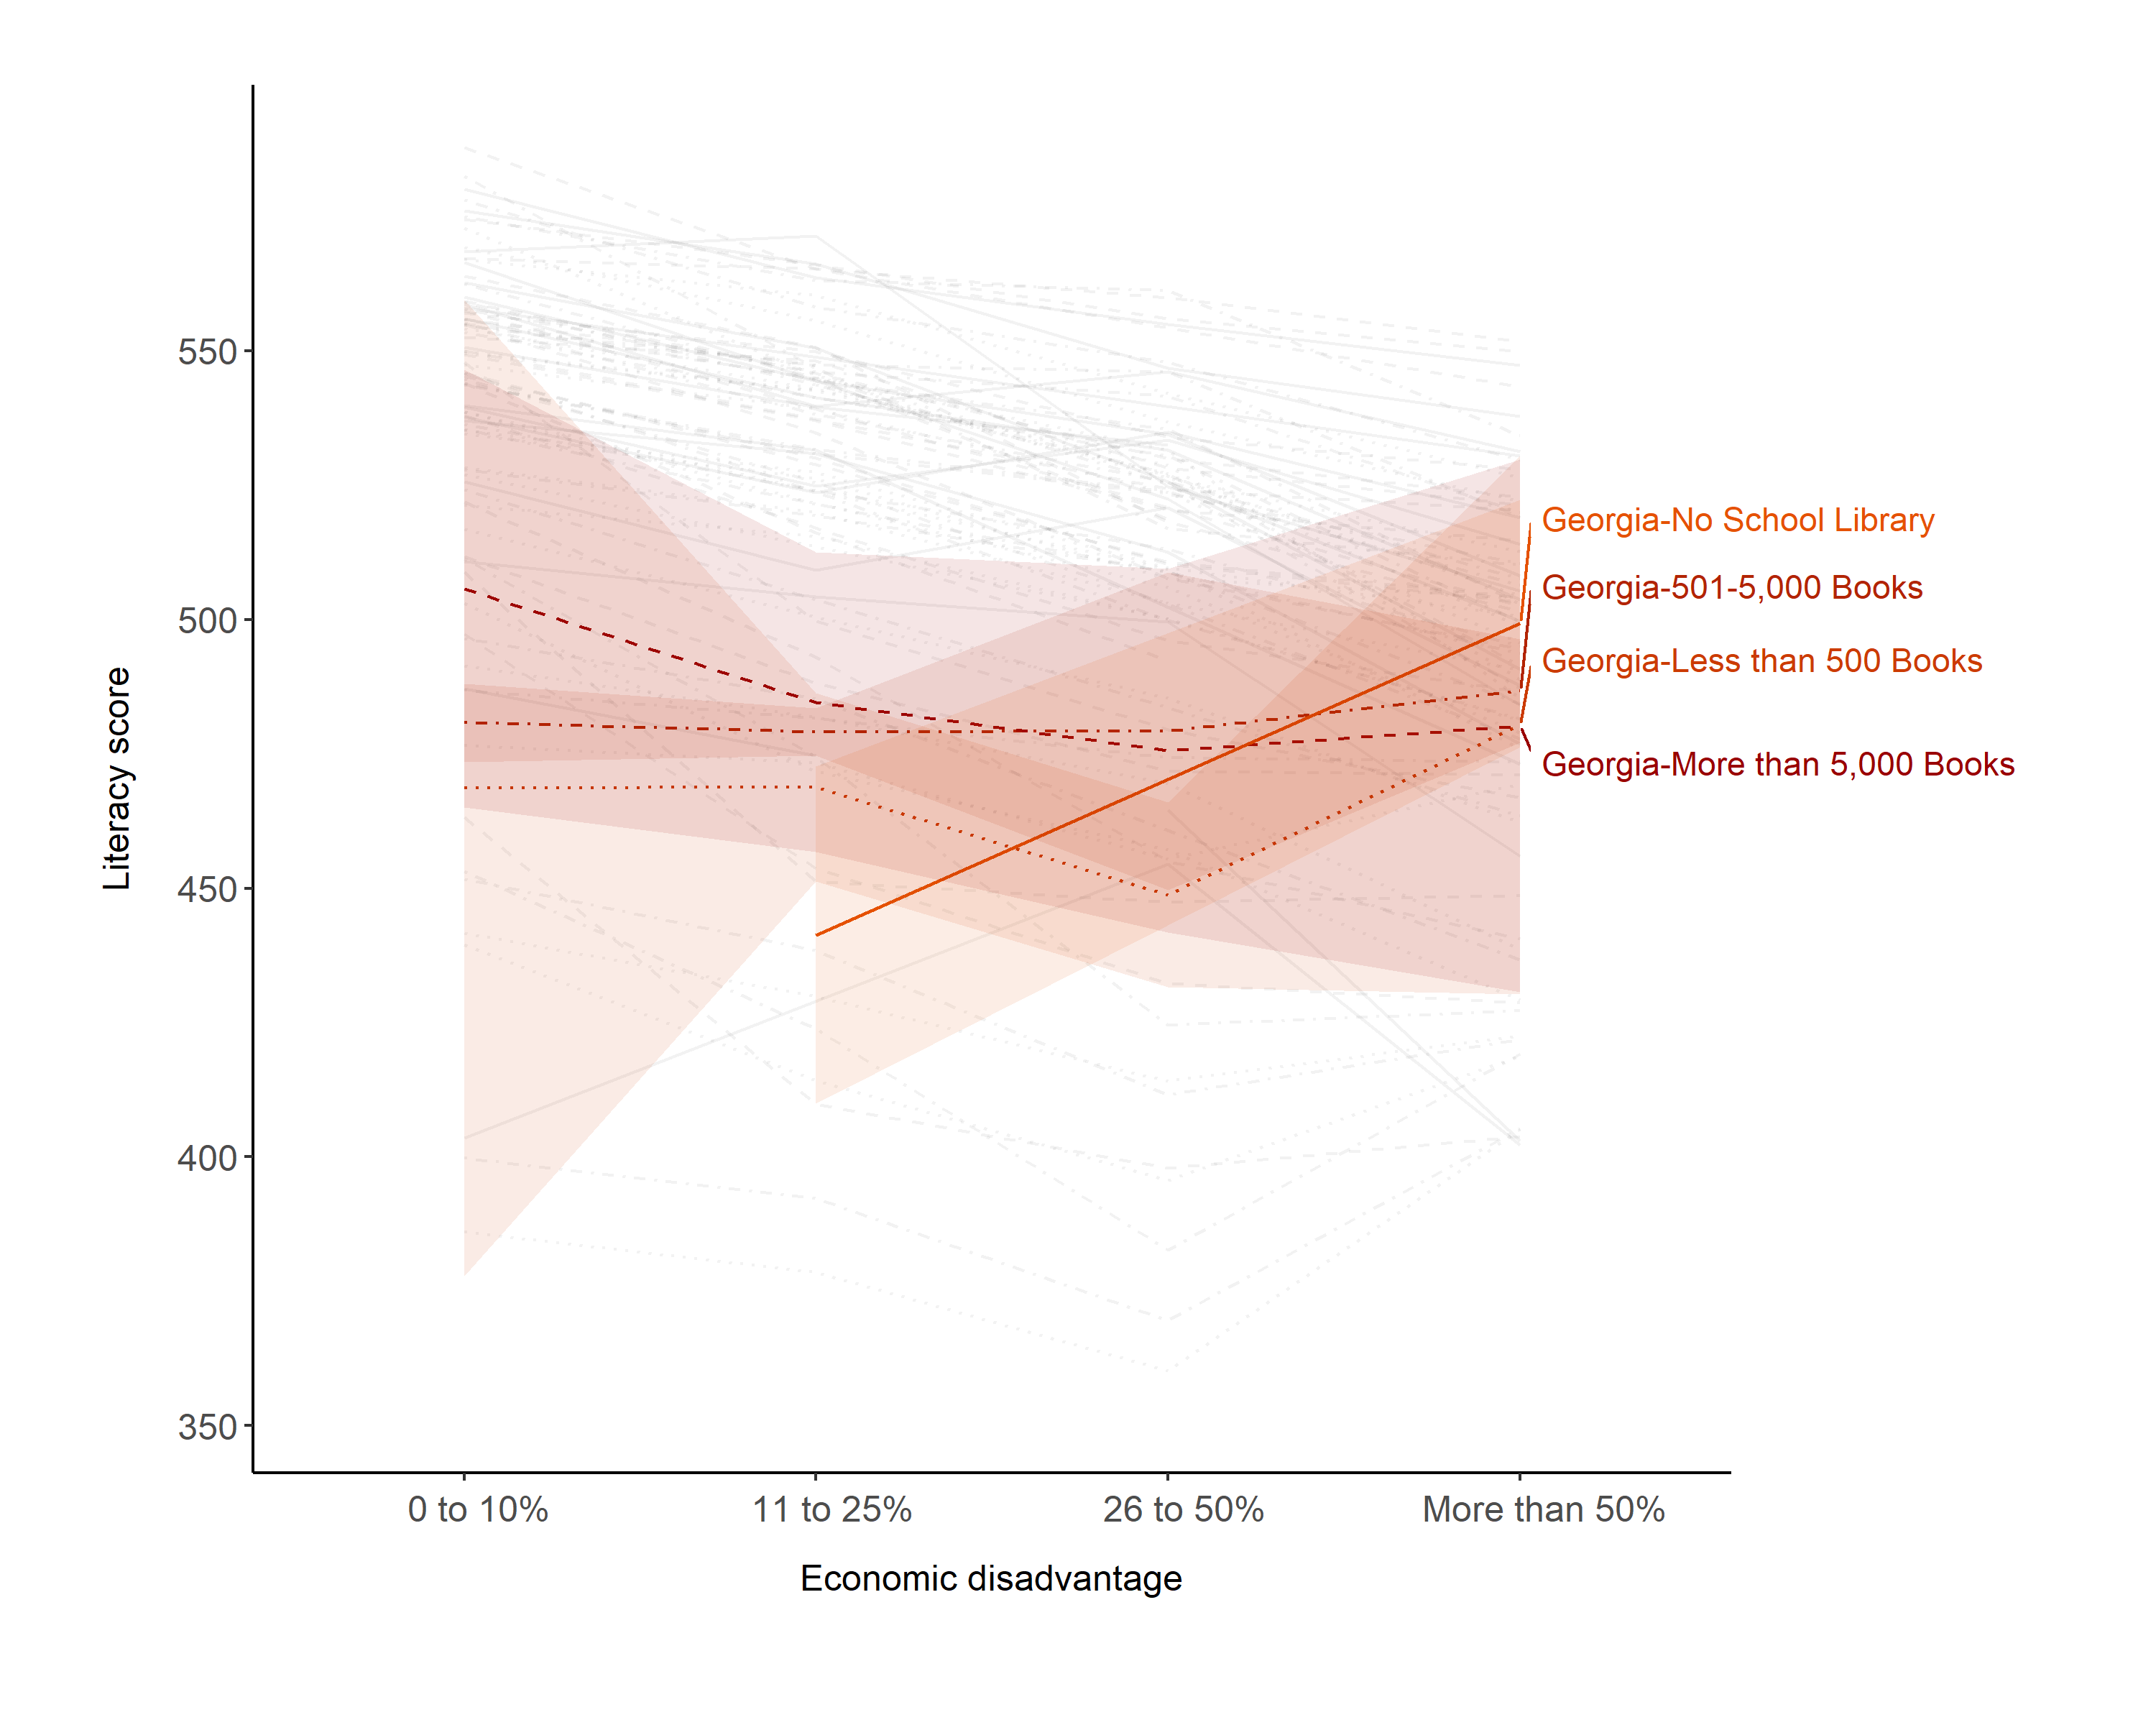 Literacy score
550
500
450
400
350
Georgia-No School Library
Georgia-501-5,000 Books
Georgia-Less than 500 Books
Georgia-More than 5,000 Books
0 to 10%
11 to 25%
26 to 50%
More than 50%
Economic disadvantage